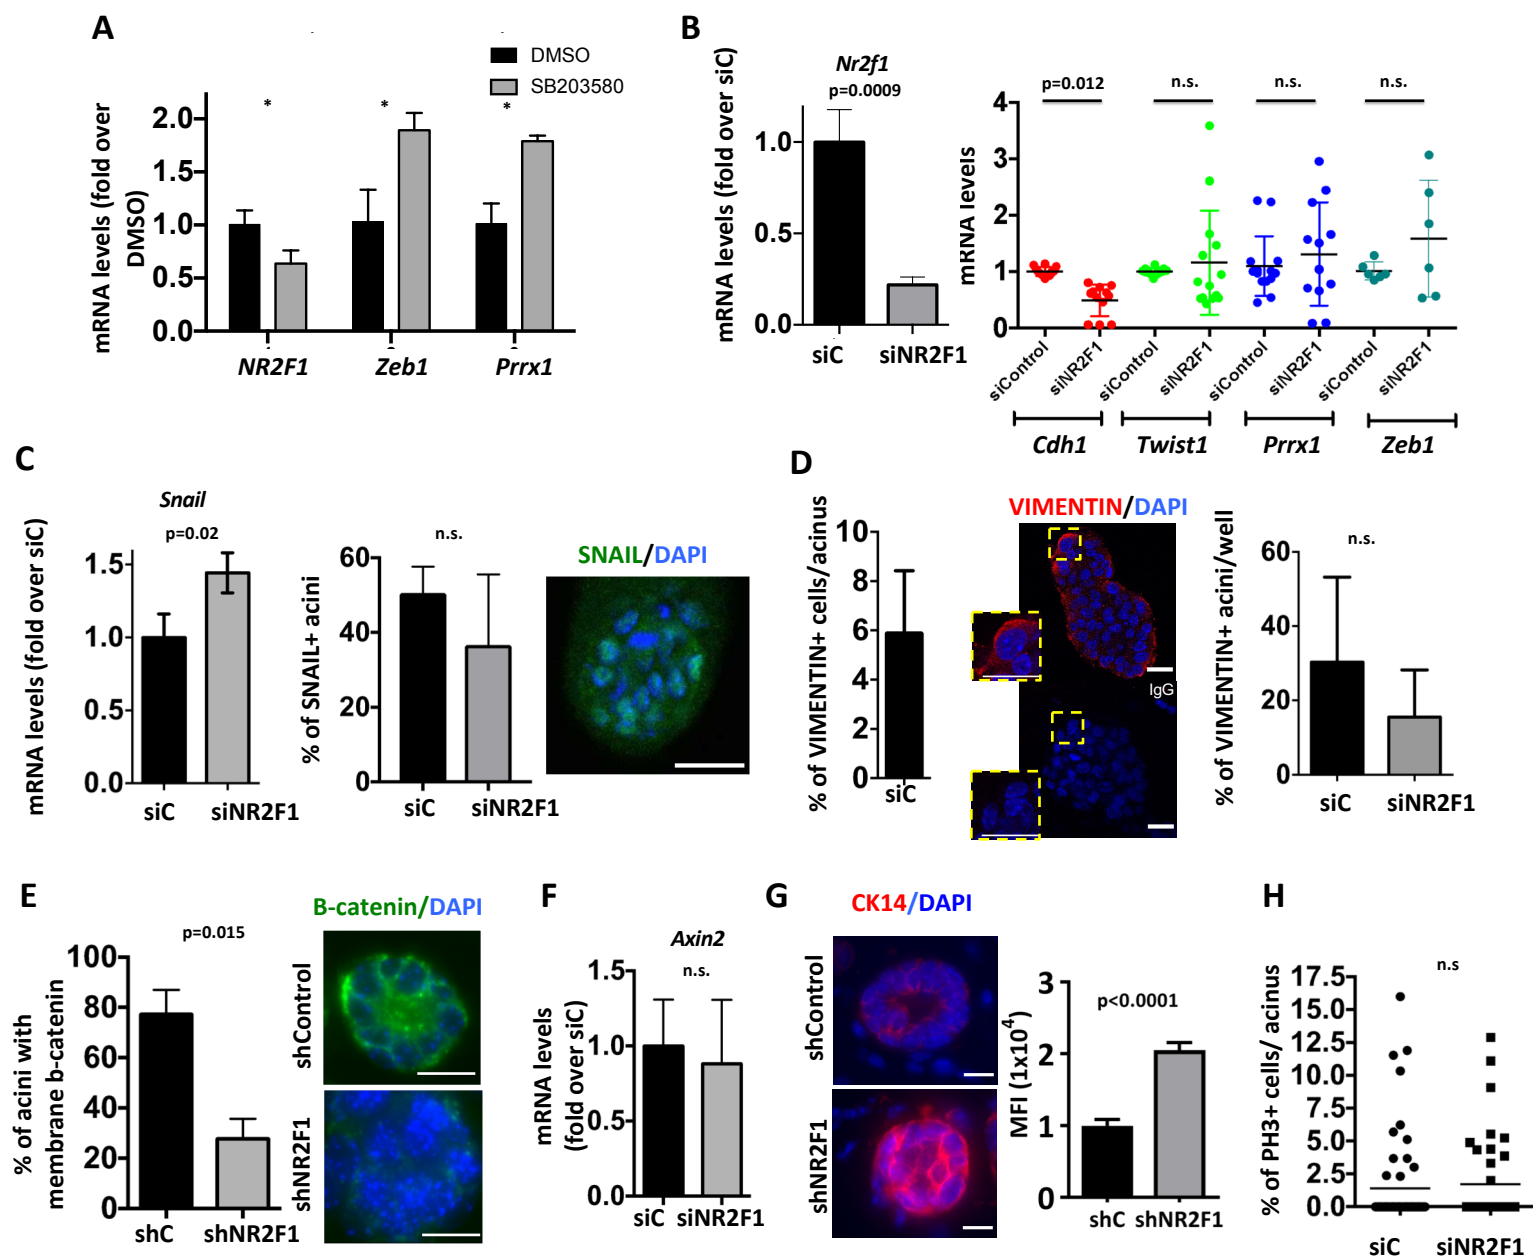 A
DMSO
SB203580
mRNA levels (fold over
DMSO)
2.0
1.5
1.0
0.5
0.0
*
*
*
NR2F1
Zeb1
Prrx1
B
Nr2f1
p=0.0009
mRNA levels (fold over siC)
1.0
0.5
0.0
siC
siNR2F1
mRNA levels
4
3
2
1
0
p=0.012
n.s.
n.s.
n.s.
siControl
siNR2F1
siControl
siNR2F1
siControl
siNR2F1
siControl
siNR2F1
Cdh1
Twist1
Prrx1
Zeb1
C
Snail
p=0.02
mRNA levels (fold over siC)
1.5
1.0
0.5
0.0
siC
siNR2F1
n.s.
% of SNAIL+ acini
60
40
20
0
siC
siNR2F1
SNAIL/DAPI
D
% of VIMENTIN+ cells/acinus
10
8
6
4
2
0
siC
VIMENTIN/DAPI
IgG
% of VIMENTIN+ acini/well
n.s.
60
40
20
0
siC
siNR2F1
E
p=0.015
% of acini with
membrane b-catenin
100
80
60
40
20
0
shC
shNR2F1
B-catenin/DAPI
shControl
shNR2F1
F
Axin2
n.s.
mRNA levels
(fold over siC)
1.5
1.0
0.5
0.0
siC
siNR2F1
G
CK14/DAPI
shControl
shNR2F1
p<0.0001
MFI (1x10⁴)
3
2
1
0
shC
shNR2F1
H
n.s
% of PH3+ cells/ acinus
17.5
15.0
12.5
10.0
7.5
5.0
2.5
0.0
siC
siNR2F1